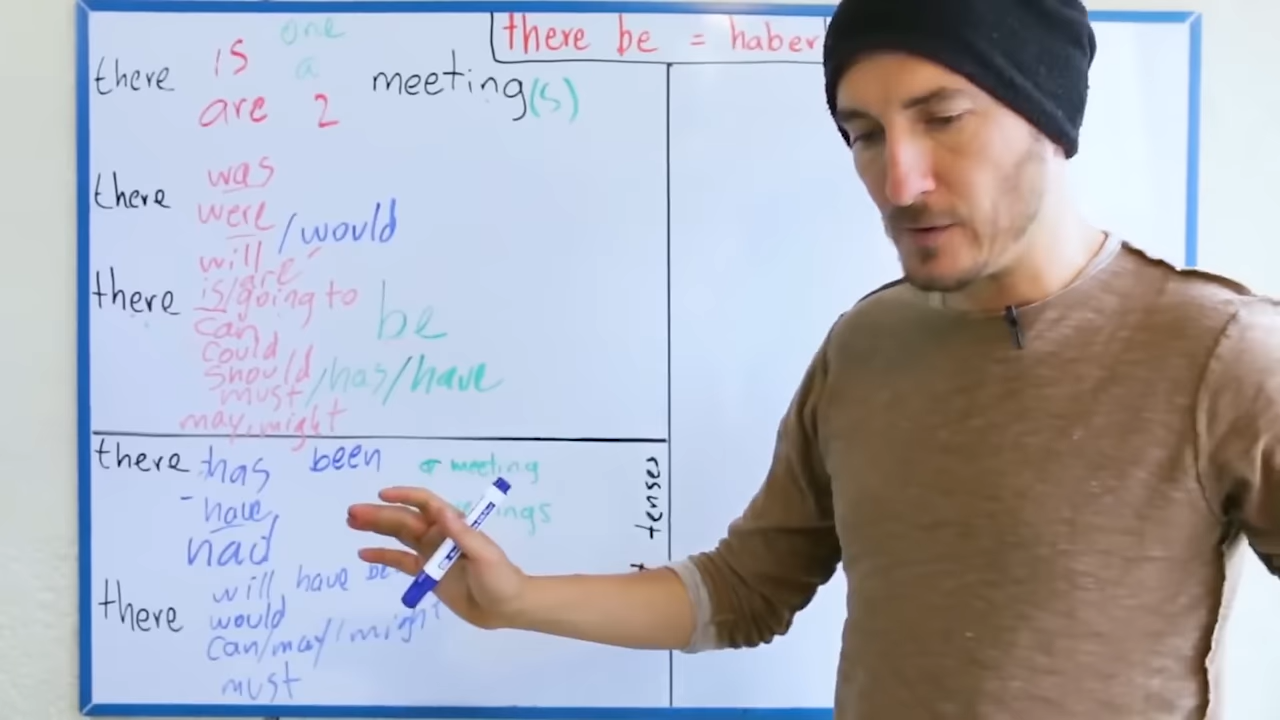 there be = haber
one
there is a meeting(s)
are 2
there was
were /would
will
are
there is/going to be
can
could
should /has/have
must
may, might
there has been a meeting
have
had
will have be
there would
can/may/might
must
tenses